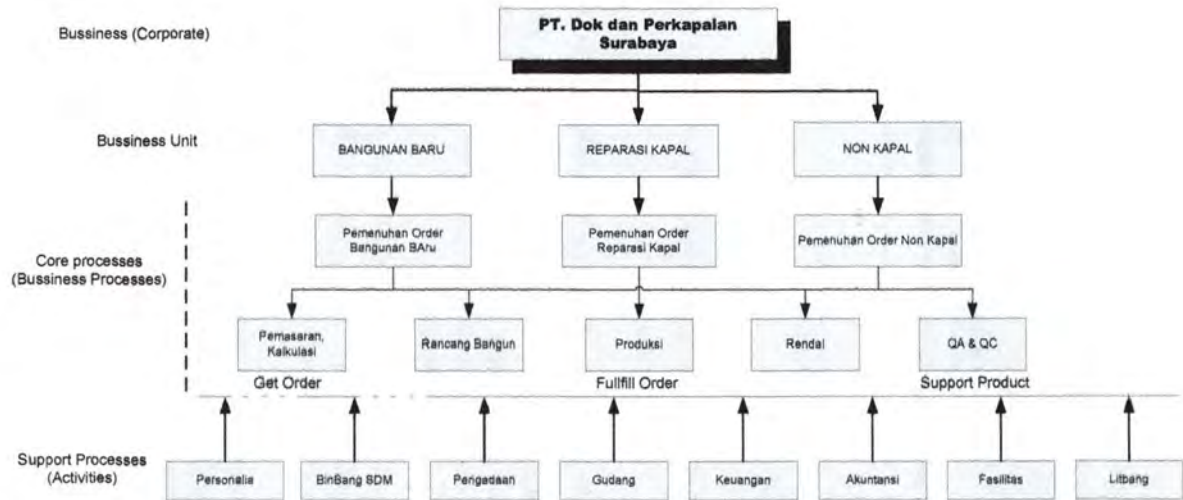 Bussiness (Corporate)
PT. Dok dan Perkapalan
Surabaya
Bussiness Unit
BANGUNAN BARU
REPARASI KAPAL
NON KAPAL
Core processes
(Bussiness Processes)
Pemenuhan Order
Bangunan BAru
Pemenuhan Order
Reparasi Kapal
Pemenuhan Order Non Kapal
Pemasaran,
Kalkulasi
Rancang Bangun
Produksi
Rendal
QA & QC
Get Order
Fullfill Order
Support Product
Support Processes
(Activities)
Personalia
BinBang SDM
Pengadaan
Gudang
Keuangan
Akuntansi
Fasilitas
Litbang